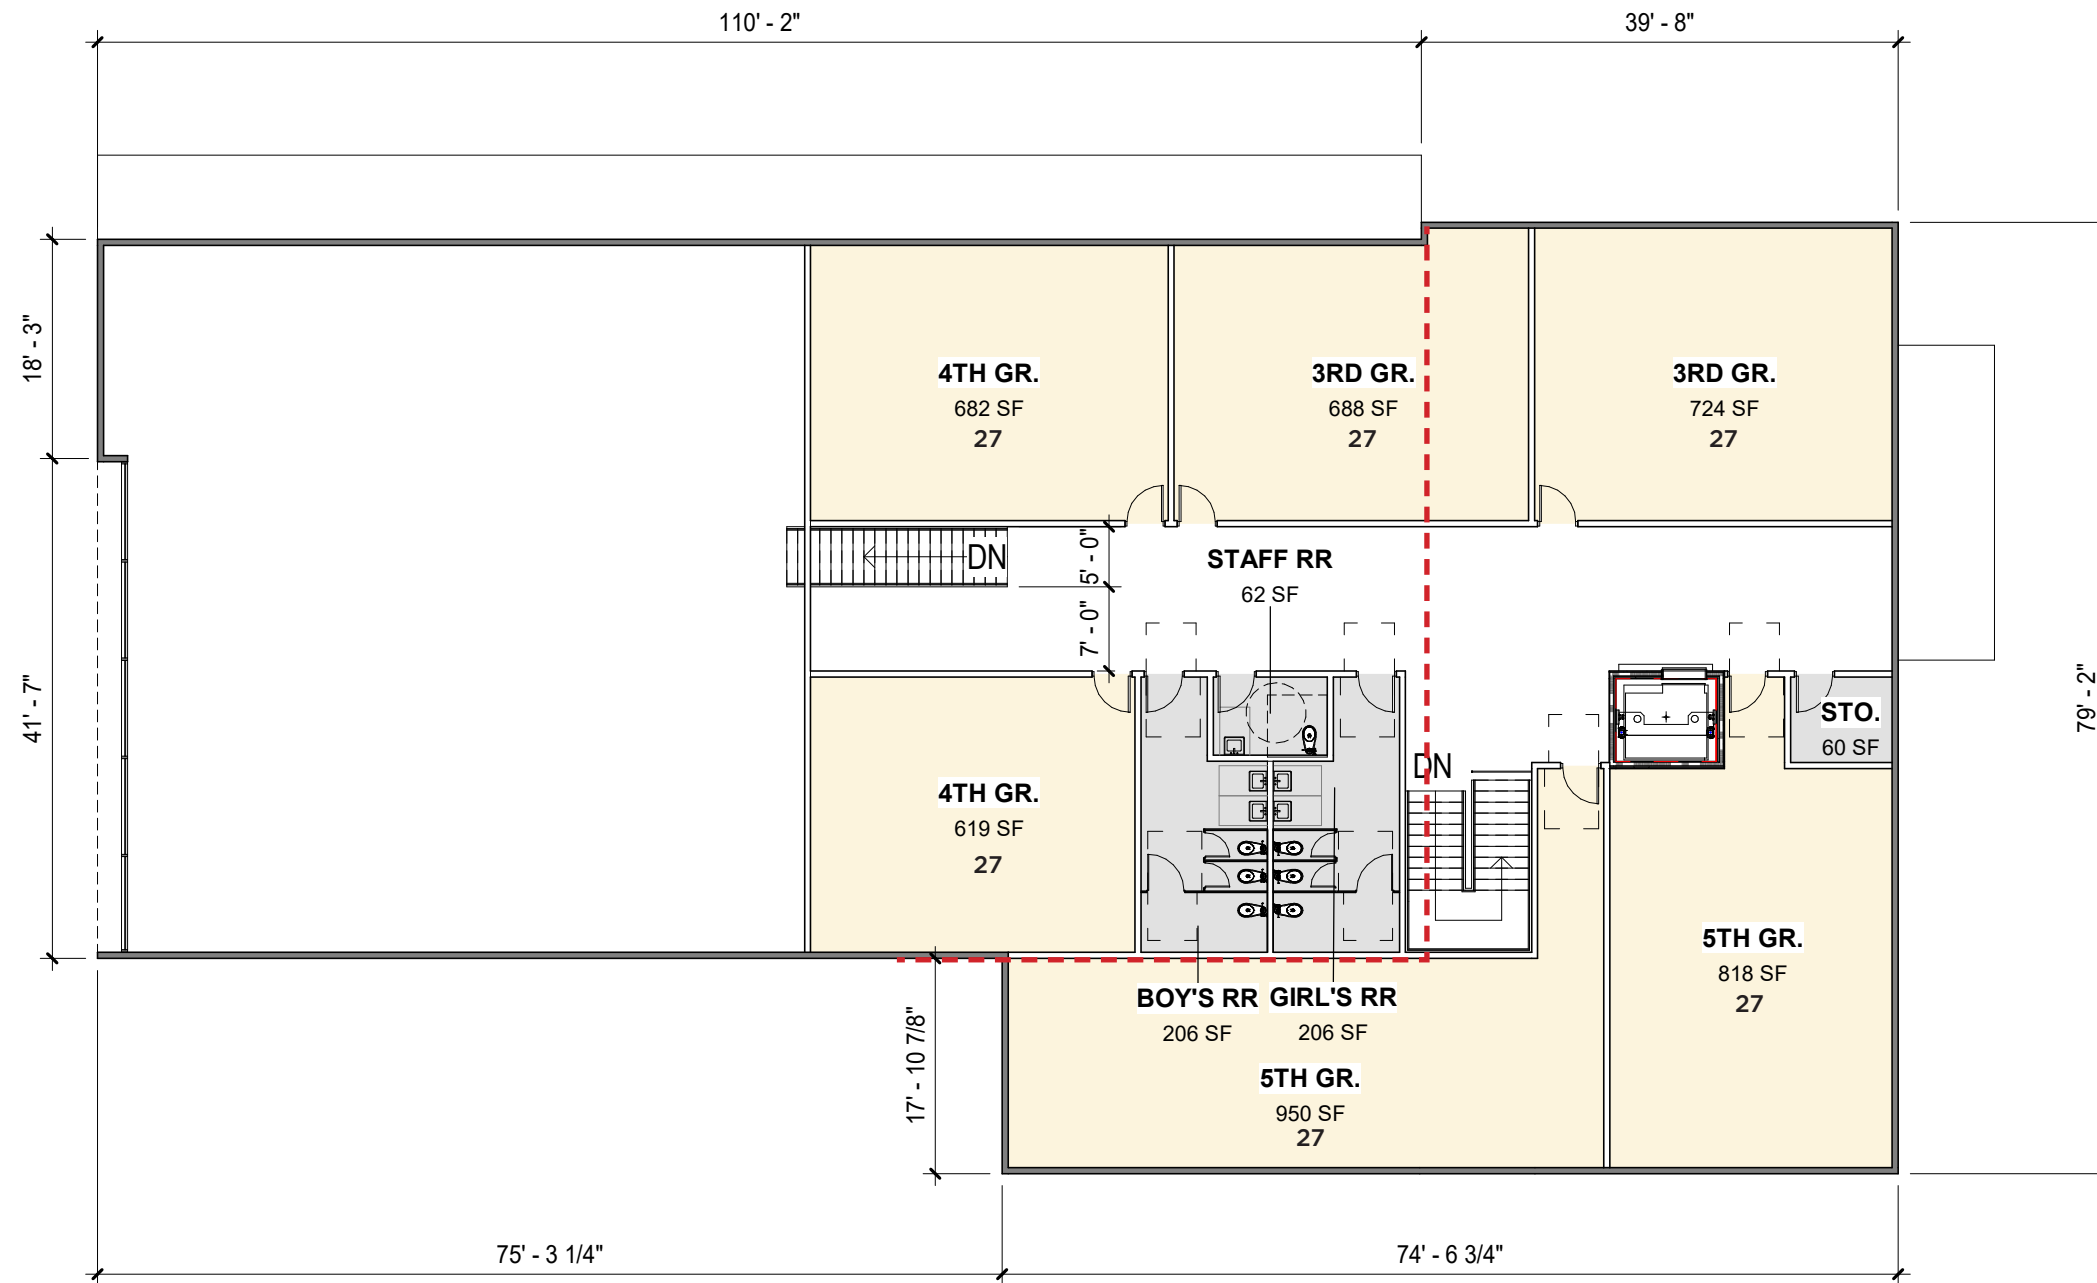 110' - 2"
39' - 8"
18' - 3"
41' - 7"
79' - 2"
4TH GR.
682 SF
27
3RD GR.
688 SF
27
3RD GR.
724 SF
27
DN
5' - 0"
7' - 0"
STAFF RR
62 SF
STO.
60 SF
DN
4TH GR.
619 SF
27
5TH GR.
818 SF
27
BOY'S RR
206 SF
GIRL'S RR
206 SF
17' - 10 7/8"
5TH GR.
950 SF
27
75' - 3 1/4"
74' - 6 3/4"